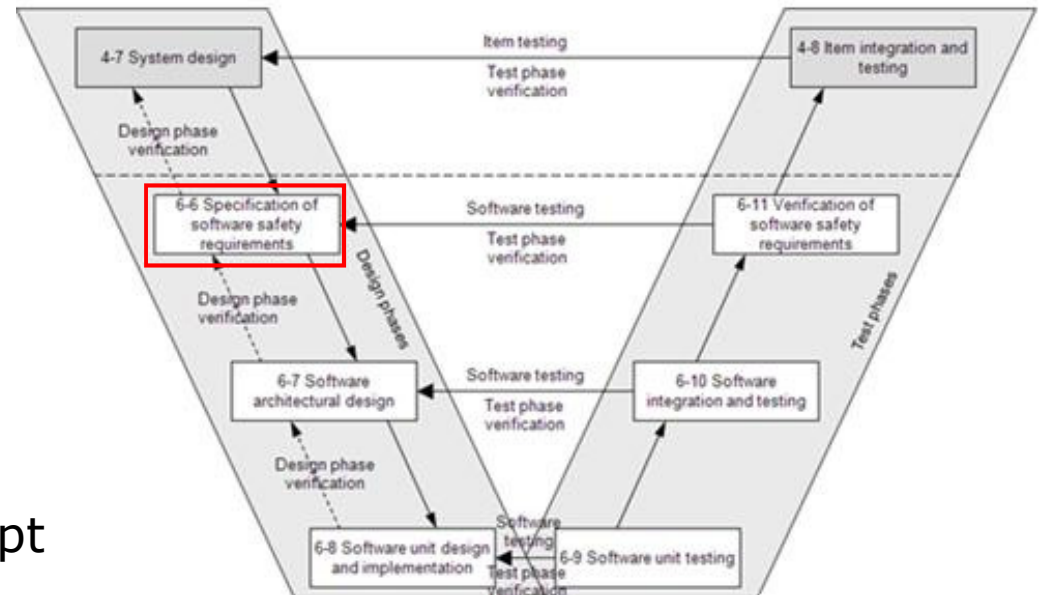 Item testing
4-7 System design
4-8 Item integration and
testing
Test phase
verification
Design phase
verification
6-6 Specification of
software safety
requirements
Software testing
6-11 Verification of
software safety
requirements
Test phase
verification
Design phases
Test phases
Design phase
verification
6-7 Software
architectural design
Software testing
6-10 Software
integration and testing
Test phase
verification
Design phase
verification
pt
Software
testing
6-8 Software unit design
and implementation
6-9 Software unit testing
Test phase
verification